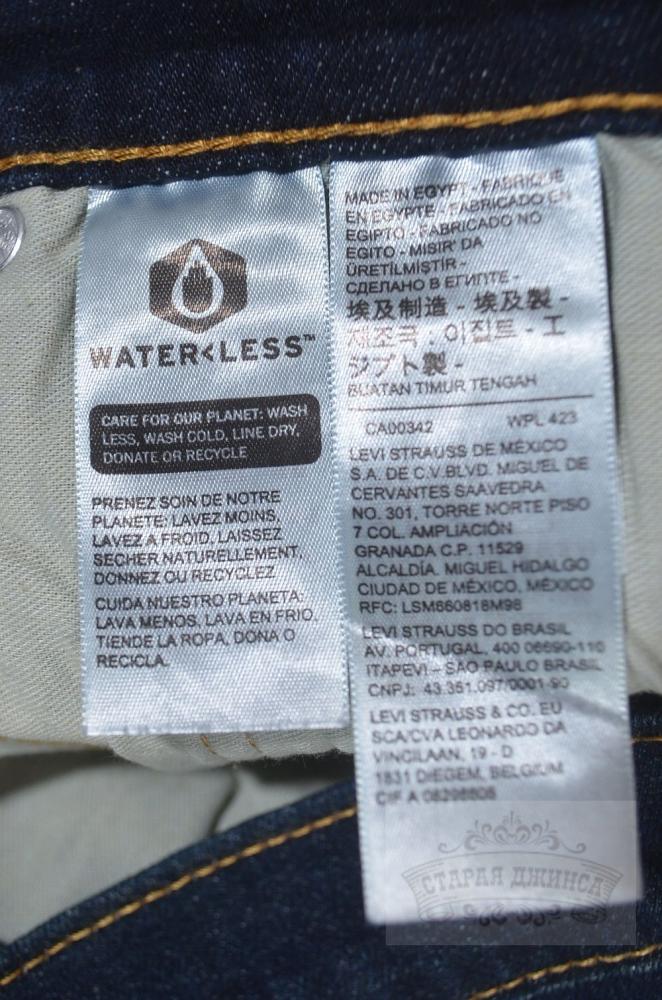 WATER<LESS™
CARE FOR OUR PLANET: WASH
LESS, WASH COLD, LINE DRY,
DONATE OR RECYCLE
PRENEZ SOIN DE NOTRE
PLANETE: LAVEZ MOINS,
LAVEZ A FROID, LAISSEZ
SECHER NATURELLEMENT,
DONNEZ OU RECYCLEZ
CUIDA NUESTRO PLANETA:
LAVA MENOS, LAVA EN FRIO,
TIENDE LA ROPA, DONA O
RECICLA.
MADE IN EGYPT - FABRIQUE
EN EGYPTE - FABRICADO EN
EGIPTO - FABRICADO NO
EGITO - MISIR' DA
ÜRETİLMİŞTİR -
СДЕЛАНО В ЕГИПТЕ -
埃及制造 - 埃及製 -
제조국 : 이집트 - エ
ジプト製 -
BUATAN TIMUR TENGAH
CA00342 WPL 423
LEVI STRAUSS DE MÉXICO
S.A. DE C.V.BLVD. MIGUEL DE
CERVANTES SAAVEDRA
NO. 301, TORRE NORTE PISO
7 COL. AMPLIACIÓN
GRANADA C.P. 11529
ALCALDÍA. MIGUEL HIDALGO
CIUDAD DE MÉXICO, MÉXICO
RFC: LSM660818M98
LEVI STRAUSS DO BRASIL
AV. PORTUGAL, 400 06690-110
ITAPEVI – SAO PAULO BRASIL
CNPJ: 43.351.097/0001-90
LEVI STRAUSS & CO. EU
SCA/CVA LEONARDO DA
VINCILAAN, 19 - D
1831 DIEGEM, BELGIUM
CIF A 08298808
СТАРАЯ ДЖИНСА